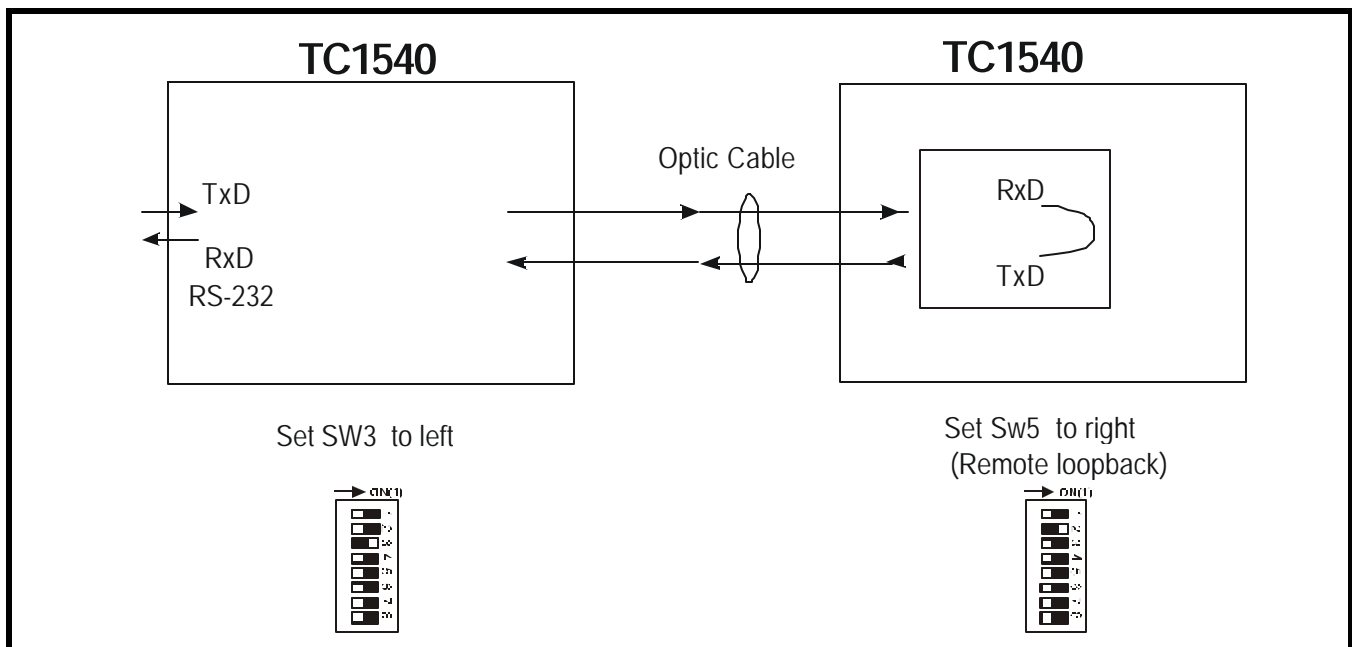 TC1540
TC1540
Optic Cable
TxD
RxD
RS-232
RxD
TxD
Set SW3 to left
Set Sw5 to right
(Remote loopback)